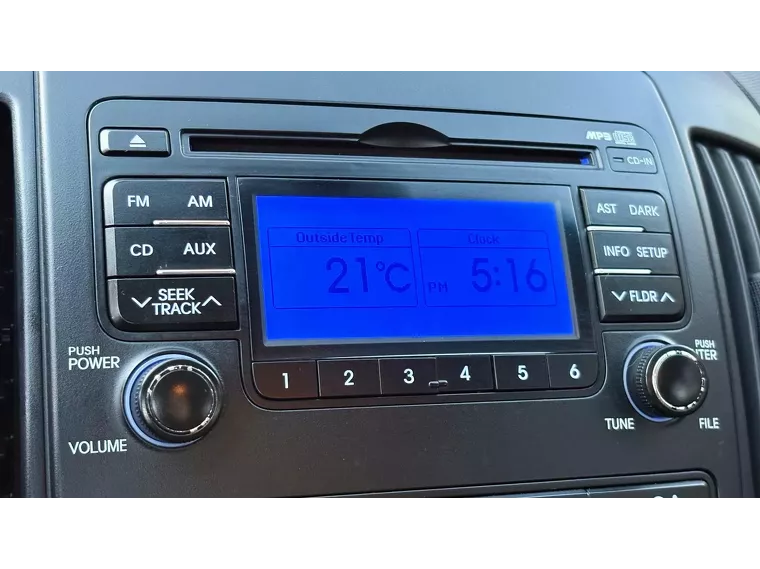 MP3
CD-IN
FM AM
AST DARK
CD AUX
INFO SETUP
SEEK
TRACK
FLDR
Outside Temp
Clock
21°C
PM 5:16
1 2 3 4 5 6
PUSH
POWER
VOLUME
PUSH
TUNE
FILE